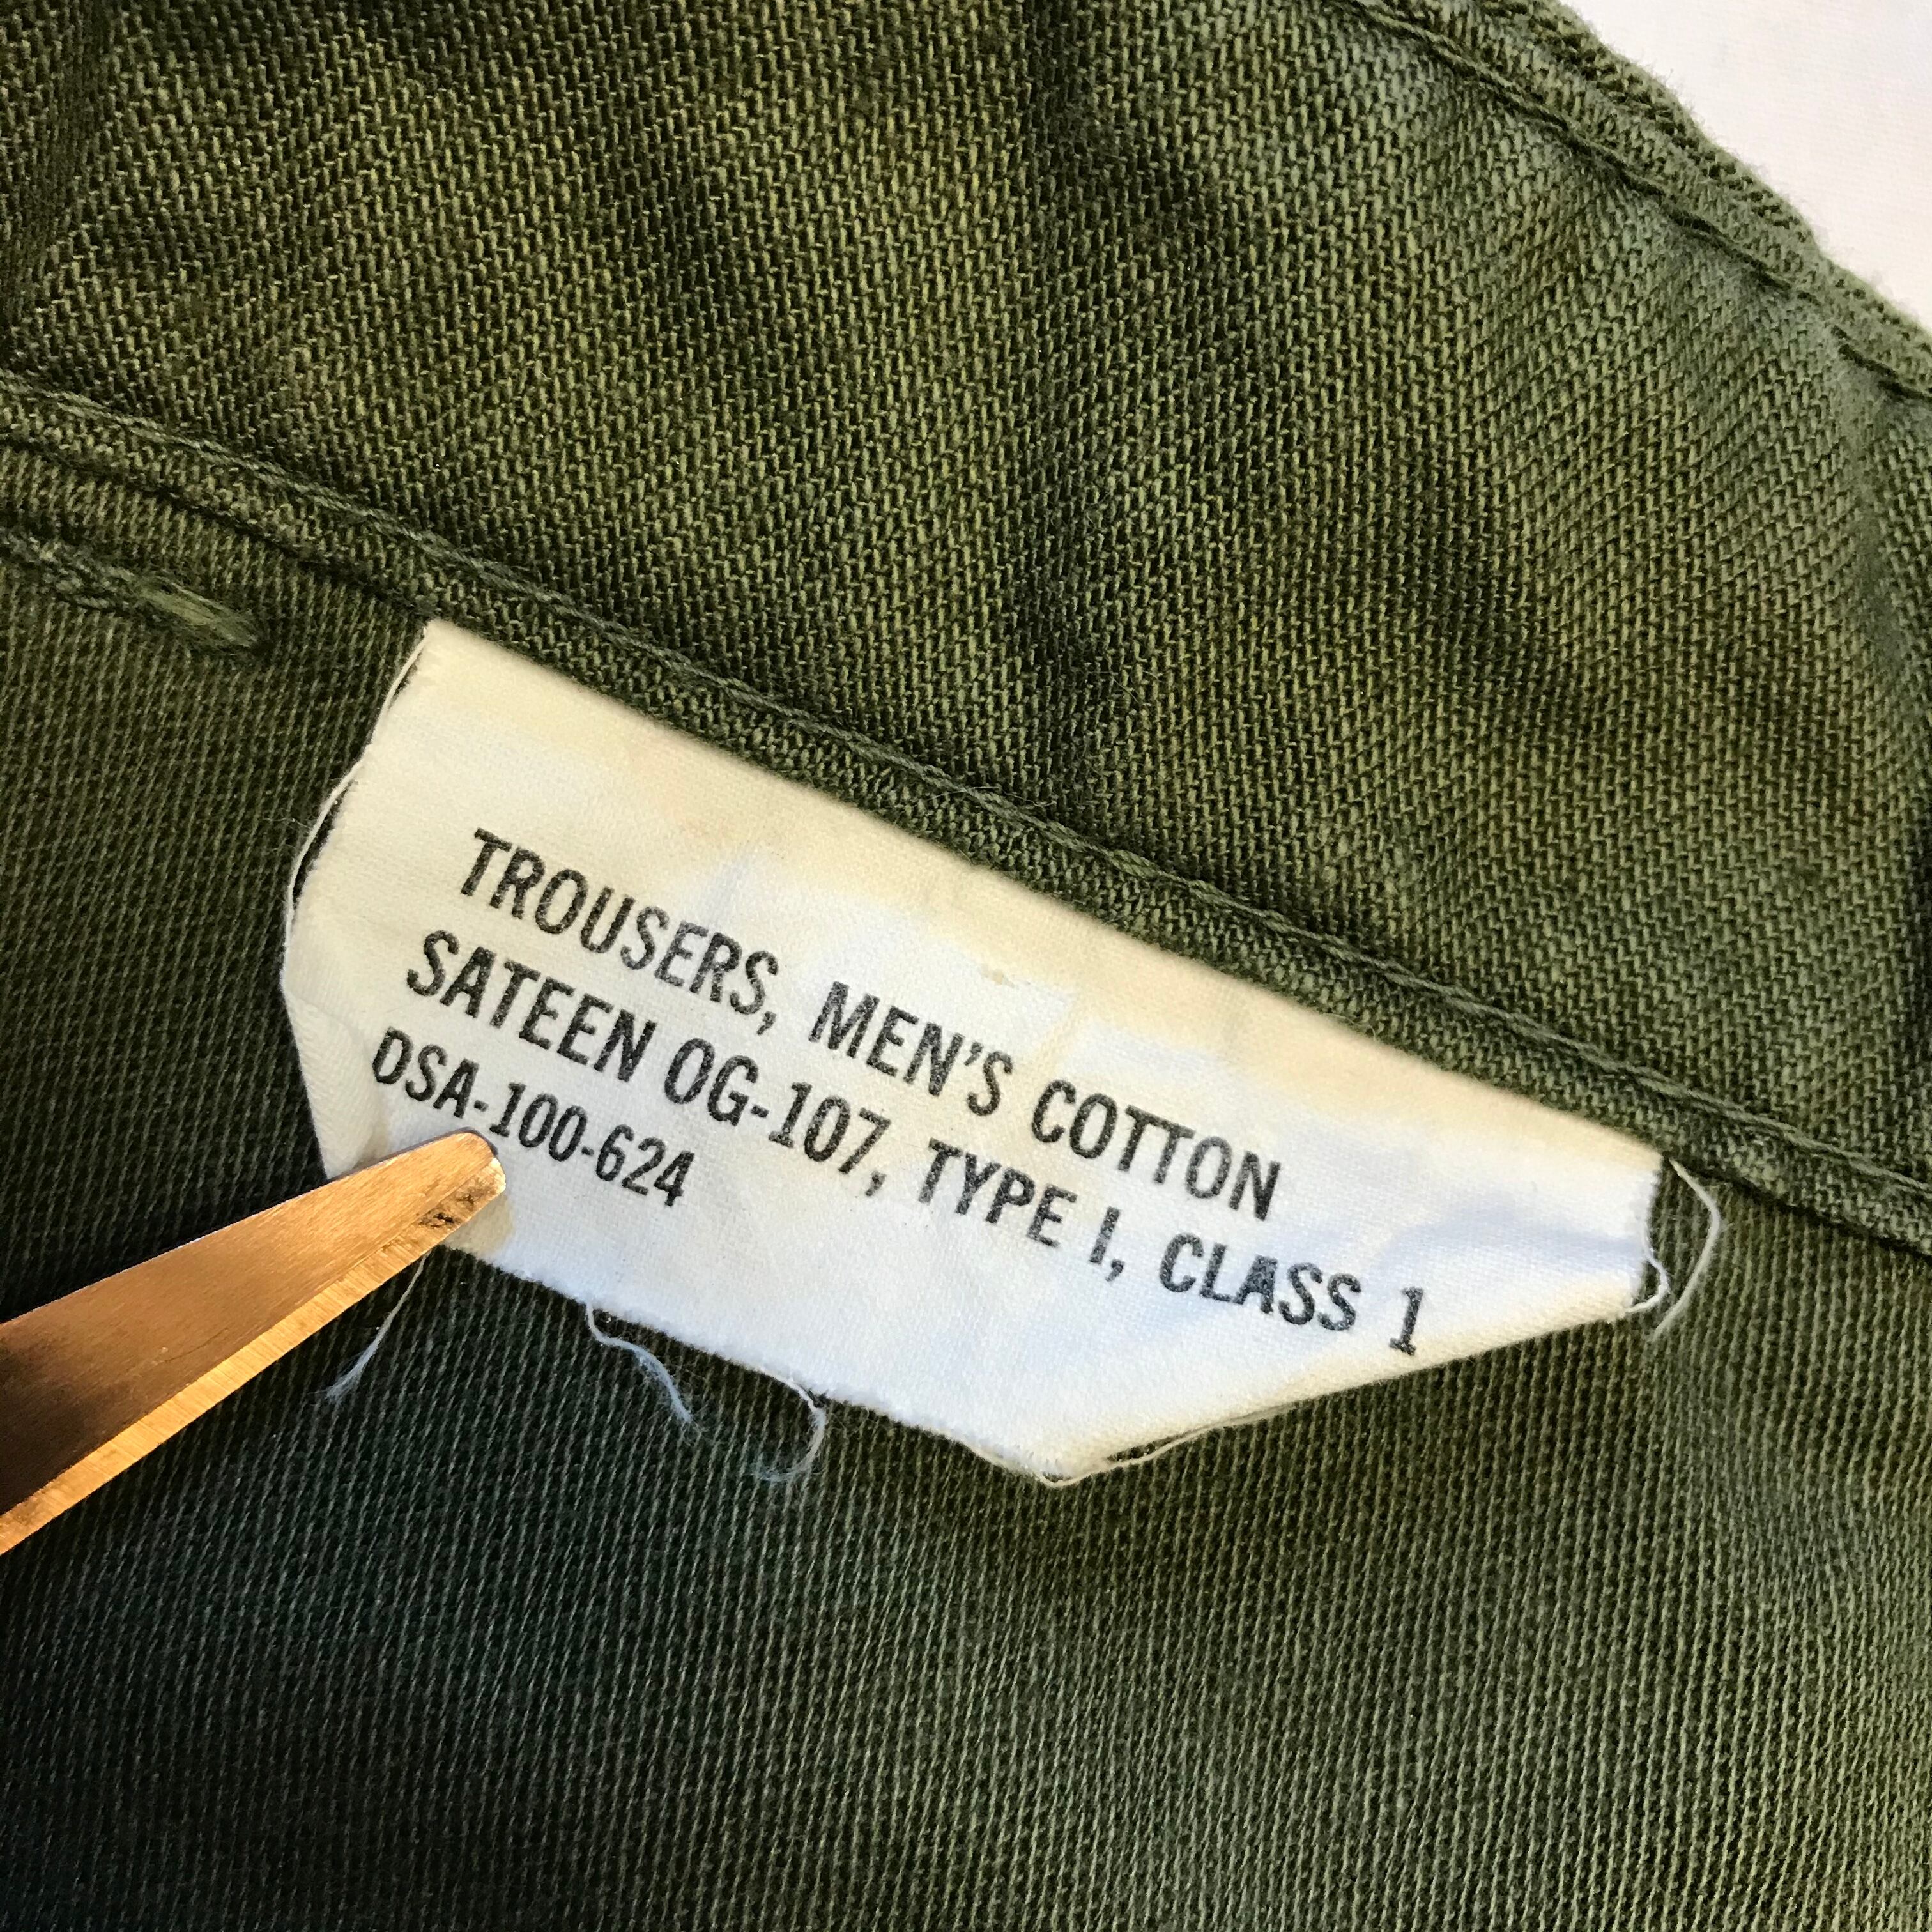 TROUSERS, MEN'S COTTON
SATEEN OG-107, TYPE I, CLASS 1
DSA-100-624